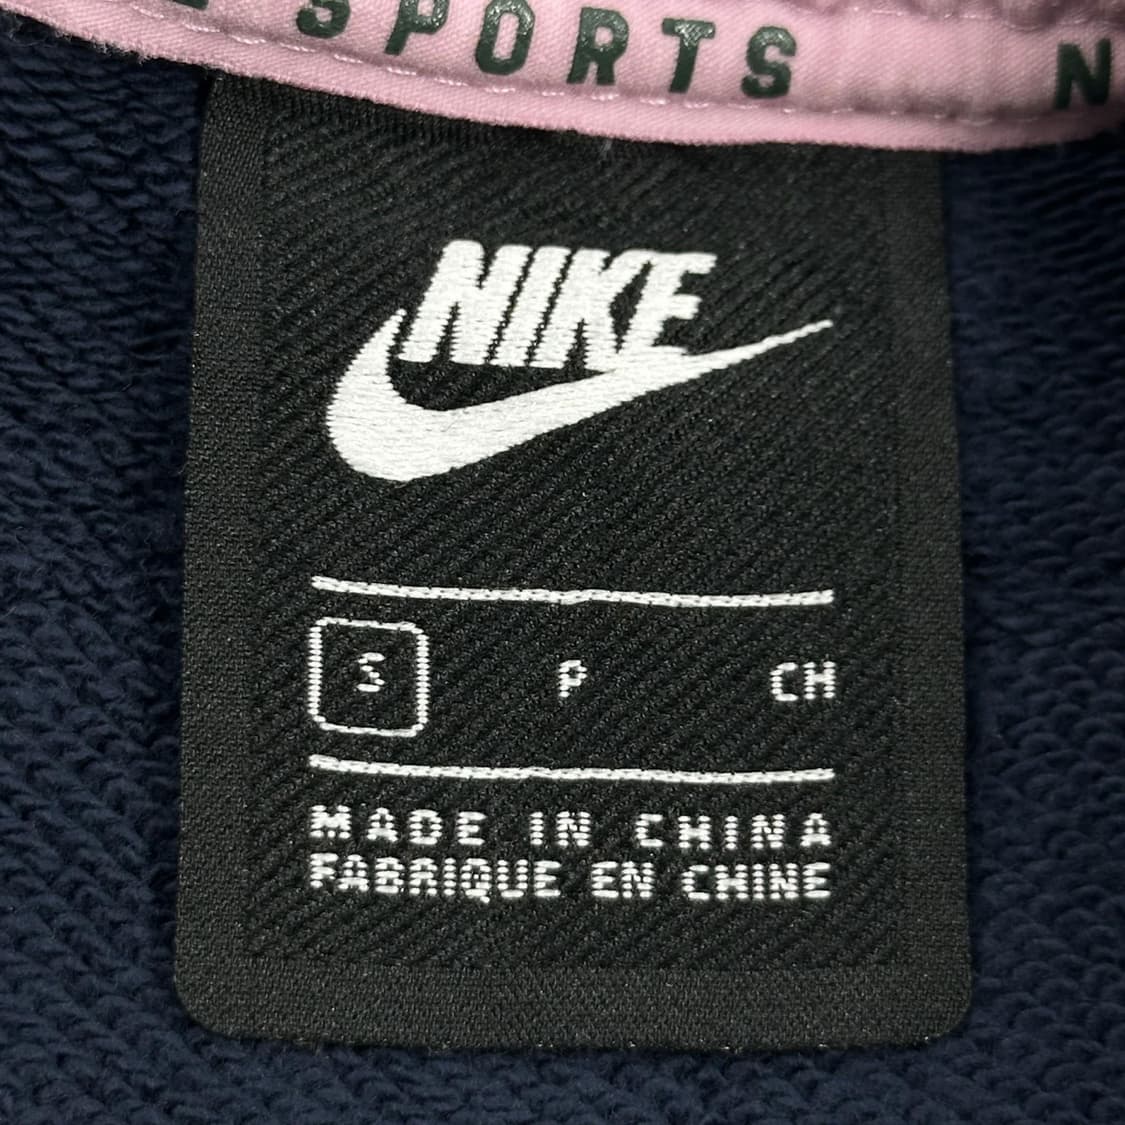 SPORTS N
NIKE
S P CH
MADE IN CHINA
FABRIQUE EN CHINE